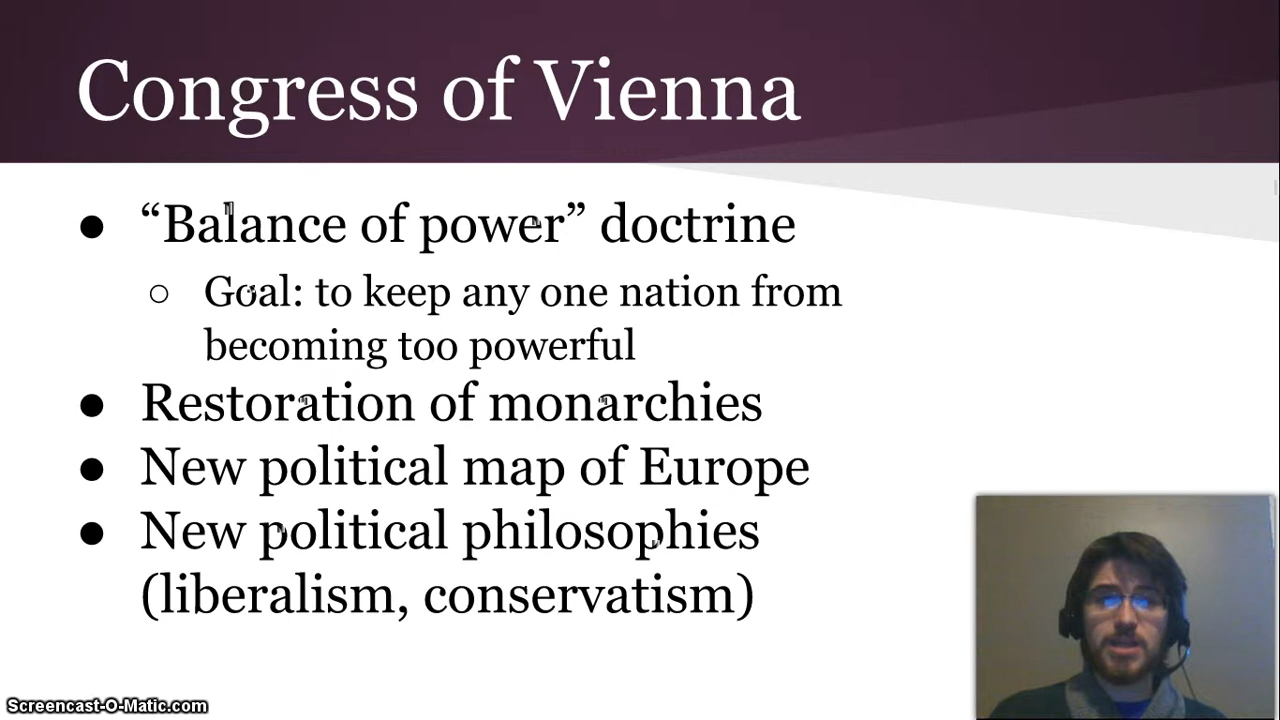 Congress of Vienna
● “Balance of power” doctrine
○ Goal: to keep any one nation from
becoming too powerful
● Restoration of monarchies
● New political map of Europe
● New political philosophies
(liberalism, conservatism)
Screencast-O-Matic.com